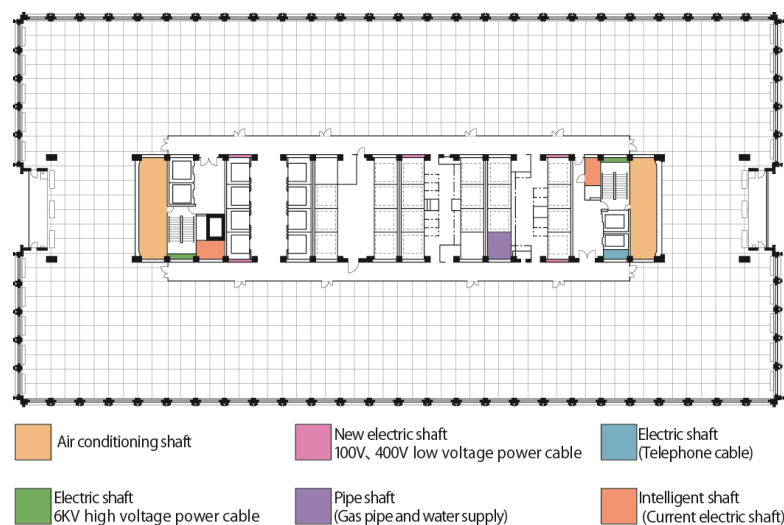 Air conditioning shaft
New electric shaft
100V、400V low voltage power cable
Electric shaft
(Telephone cable)
Electric shaft
6KV high voltage power cable
Pipe shaft
(Gas pipe and water supply)
Intelligent shaft
(Current electric shaft)